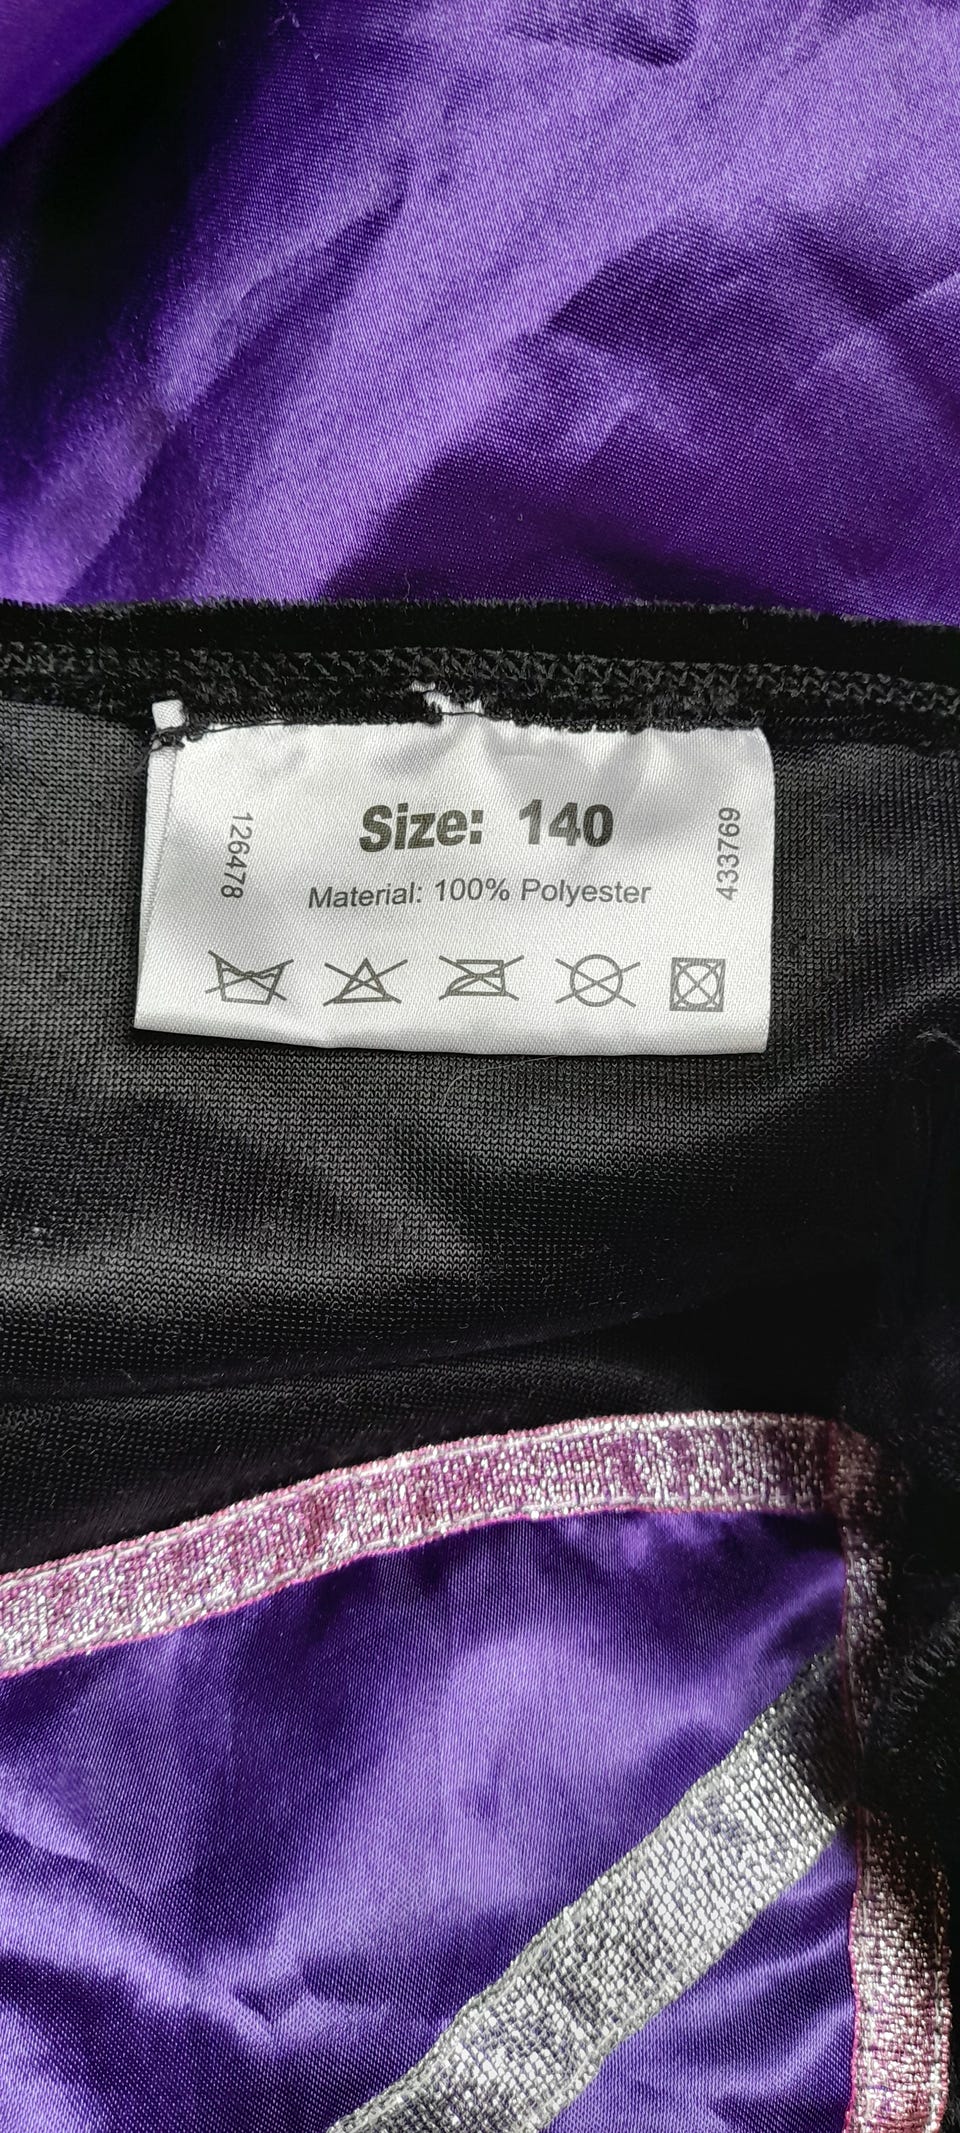 Size: 140
Material: 100% Polyester
126478
433769